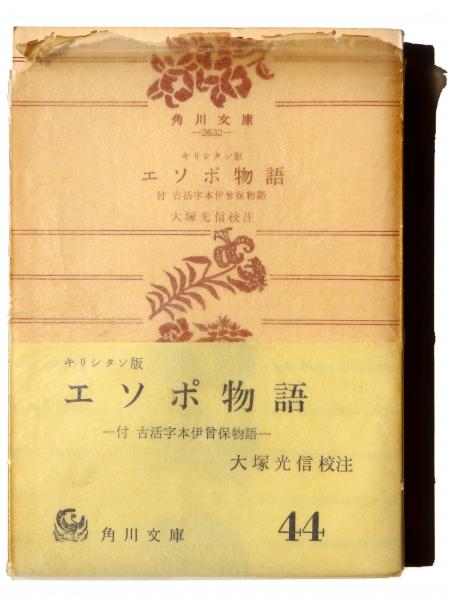 角川文庫
—2632—
キリシタン版
エソポ物語
付 古活字本伊曾保物語
大塚光信校注
キリシタン版
エソポ物語
—付 古活字本伊曾保物語—
大塚光信校注
角川文庫
44